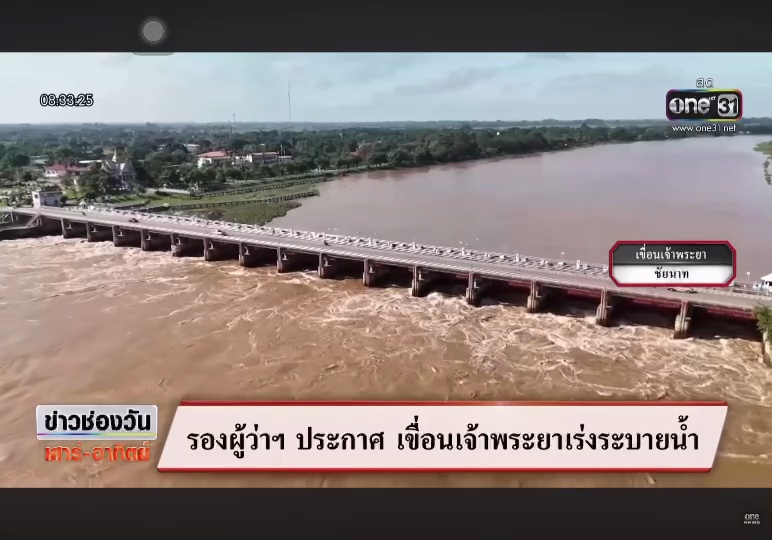 สด
08:33:25
one 31
www.one31.net
เขื่อนเจ้าพระยา
ชัยนาท
ข่าวช่องวัน
เสาร์-อาทิตย์
รองผู้ว่าฯ ประกาศ เขื่อนเจ้าพระยาเร่งระบายน้ำ
one